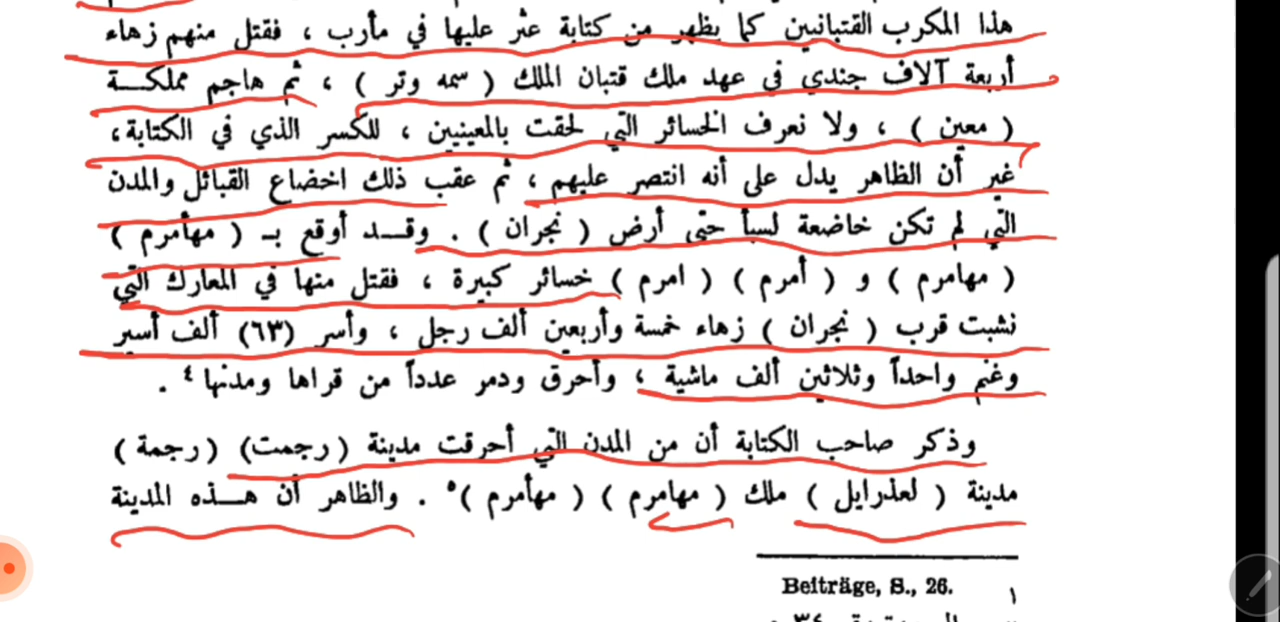 هذا المكرب القتبانيين كما يظهر من كتابة عثر عليها في مأرب ، فقتل منهم زهاء
أربعة آلاف جندي في عهد ملك قتبان الملك ( سمه وتر ) ، ثم هاجم مملكـــة
( معين ) ، ولا نعرف الخسائر التي لحقت بالمعينيين ، للكسر الذي في الكتابة،
غير أن الظاهر يدل على أنه انتصر عليهم ، ثم عقب ذلك اخضاع القبائل والمدن
التي لم تكن خاضعة لسبأ حتى أرض ( نجران ) . وقـــد أوقع بـ ( مهأمرم )
( مهامرم ) و ( أمرم ) ( امرم ) خسائر كبيرة ، فقتل منها في المعارك التي
نشبت قرب ( نجران ) زهاء خمسة وأربعين ألف رجل ، وأسر (٦٣) ألف أسير
وغنم واحداً وثلاثين ألف ماشية ، وأحرق ودمر عدداً من قراها ومدنها ٤ .
وذكر صاحب الكتابة أن من المدن التي أحرقت مدينة (رجمت) (رجمة )
مدينة ( لعذرايل ) ملك ( مهامرم ) ( مهأمرم )٥ . والظاهر أن هـــذه المدينة
١ Beiträge, S., 26.